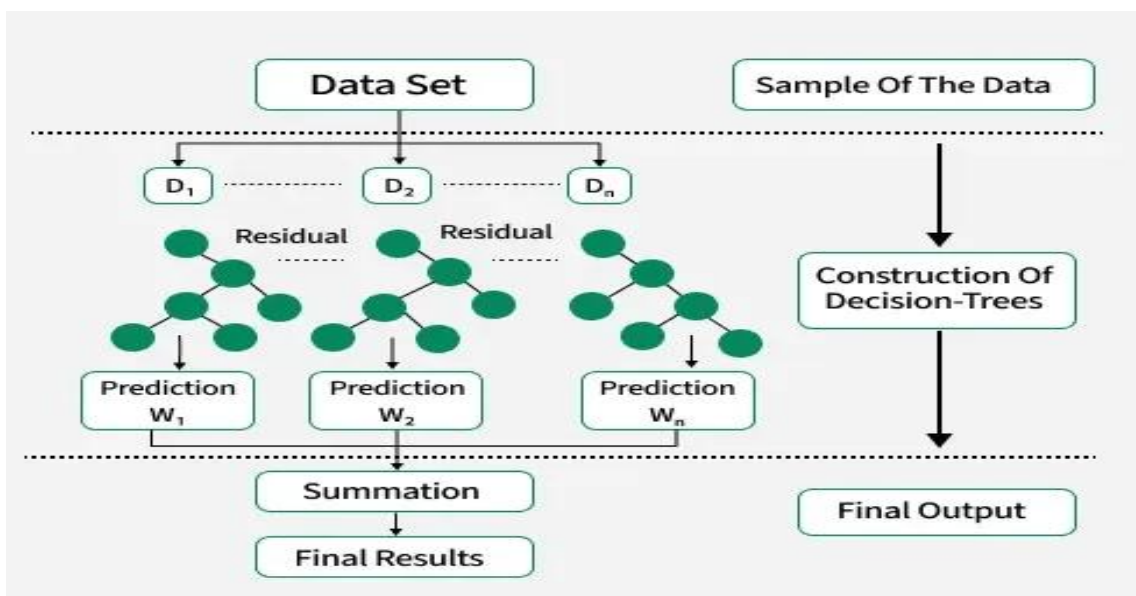 Data Set
Sample Of The Data
D₁
D₂
Dₙ
Residual
Residual
Construction Of
Decision-Trees
Prediction
W₁
Prediction
W₂
Prediction
Wₙ
Summation
Final Output
Final Results